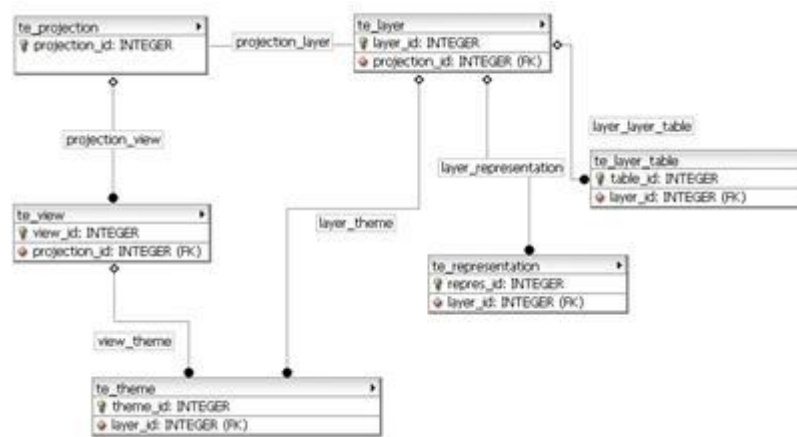 te_projection
projection_id: INTEGER
projection_layer
te_layer
layer_id: INTEGER
projection_id: INTEGER (FK)
projection_view
layer_layer_table
layer_representation
te_layer_table
table_id: INTEGER
layer_id: INTEGER (FK)
te_view
view_id: INTEGER
projection_id: INTEGER (FK)
layer_theme
te_representation
repres_id: INTEGER
layer_id: INTEGER (FK)
view_theme
te_theme
theme_id: INTEGER
layer_id: INTEGER (FK)